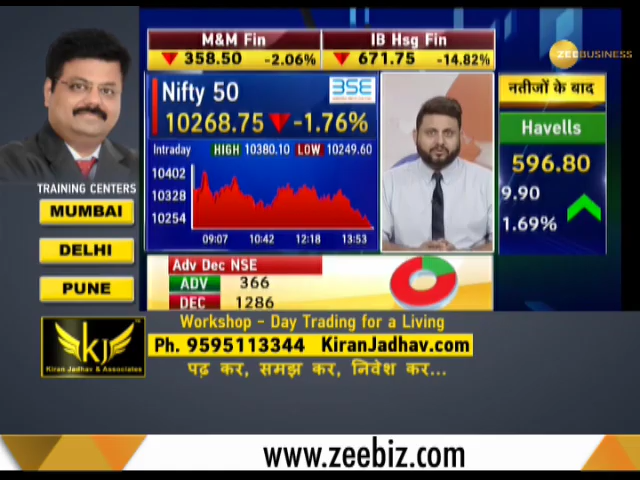 M&M Fin
358.50 -2.06%
IB Hsg Fin
671.75 -14.82%
ZEE BUSINESS
Nifty 50
BSE
10268.75 -1.76%
Intraday HIGH 10380.10 LOW 10249.60
10402
10328
10254
09:07 10:42 12:18 13:53
नतीजों के बाद
Havells
596.80
9.90
1.69%
TRAINING CENTERS
MUMBAI
DELHI
PUNE
Adv Dec NSE
ADV 366
DEC 1286
KJ
Kiran Jadhav & Associates
Workshop - Day Trading for a Living
Ph. 9595113344 KiranJadhav.com
पढ़ कर, समझ कर, निवेश कर...
www.zeebiz.com